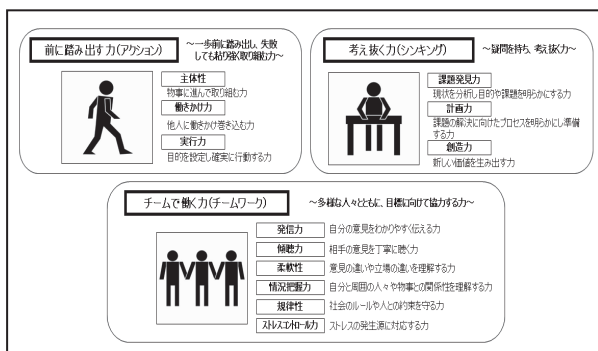 前に踏み出す力(アクション)
～一歩前に踏み出し、失敗
しても粘り強く取り組む力～
主体性
物事に進んで取り組む力
働きかけ力
他人に働きかけ巻き込む力
実行力
目的を設定し確実に行動する力
考え抜く力(シンキング)
～疑問を持ち、考え抜く力～
課題発見力
現状を分析し目的や課題を明らかにする力
計画力
課題の解決に向けたプロセスを明らかにし準備
する力
創造力
新しい価値を生み出す力
チームで働く力(チームワーク)
～多様な人々とともに、目標に向けて協力する力～
発信力 自分の意見をわかりやすく伝える力
傾聴力 相手の意見を丁寧に聴く力
柔軟性 意見の違いや立場の違いを理解する力
情況把握力 自分と周囲の人々や物事との関係性を理解する力
規律性 社会のルールや人との約束を守る力
ストレスコントロール力 ストレスの発生源に対応する力